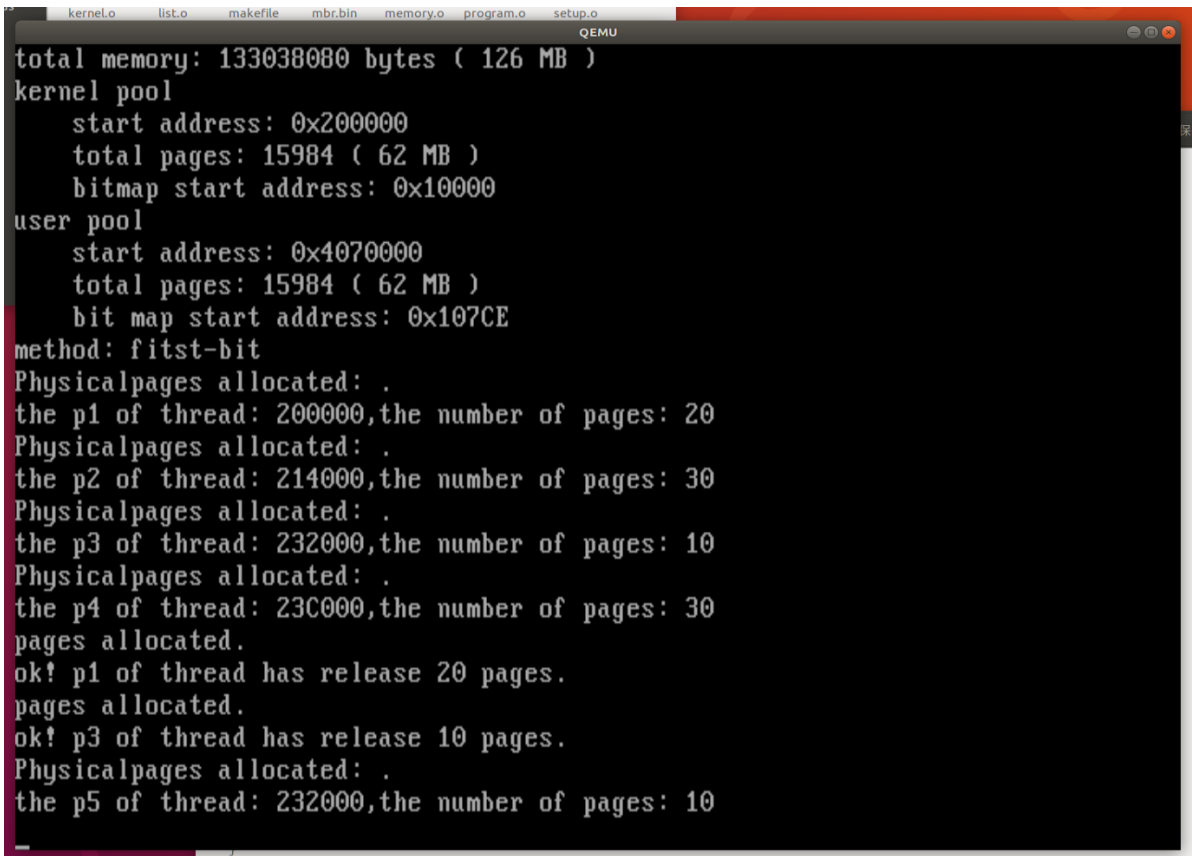 kernel.o list.o makefile mbr.bin memory.o program.o setup.o
QEMU
total memory: 133038080 bytes ( 126 MB )
kernel pool
start address: 0x200000
total pages: 15984 ( 62 MB )
bitmap start address: 0x10000
user pool
start address: 0x4070000
total pages: 15984 ( 62 MB )
bit map start address: 0x107CE
method: fitst-bit
Physicalpages allocated: .
the p1 of thread: 200000,the number of pages: 20
Physicalpages allocated: .
the p2 of thread: 214000,the number of pages: 30
Physicalpages allocated: .
the p3 of thread: 232000,the number of pages: 10
Physicalpages allocated: .
the p4 of thread: 23C000,the number of pages: 30
pages allocated.
ok! p1 of thread has release 20 pages.
pages allocated.
ok! p3 of thread has release 10 pages.
Physicalpages allocated: .
the p5 of thread: 232000,the number of pages: 10